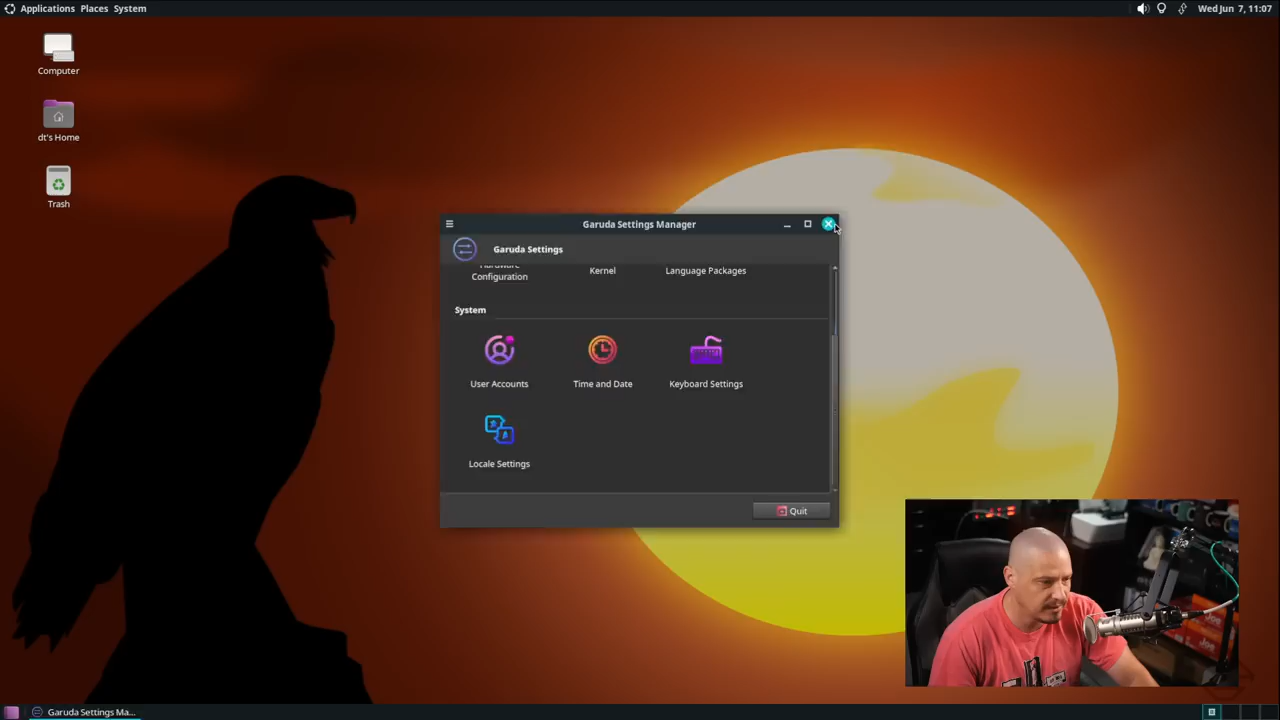 Applications Places System
Wed Jun 7, 11:07
Computer
dt's Home
Trash
Garuda Settings Manager
Garuda Settings
Hardware
Configuration
Kernel
Language Packages
System
User Accounts
Time and Date
Keyboard Settings
Locale Settings
Quit
Garuda Settings Ma...